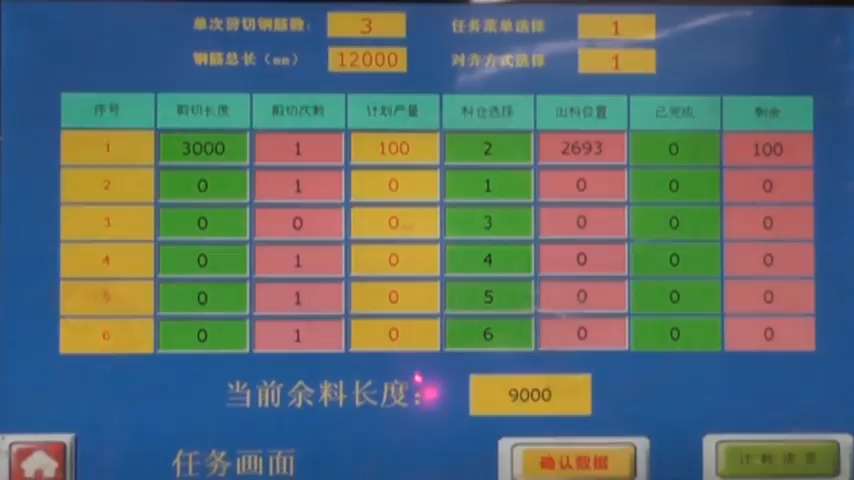 单次剪切钢筋数: 3 任务菜单选择 1
钢筋总长(mm) 12000 对齐方式选择 1
序号 剪切长度 剪切次数 计划产量 料仓选择 出料位置 已完成 剩余
1 3000 1 100 2 2693 0 100
2 0 1 0 1 0 0 0
3 0 0 0 3 0 0 0
4 0 1 0 4 0 0 0
5 0 1 0 5 0 0 0
6 0 1 0 6 0 0 0
当前余料长度: 9000
任务画面 确认数据 计数清零